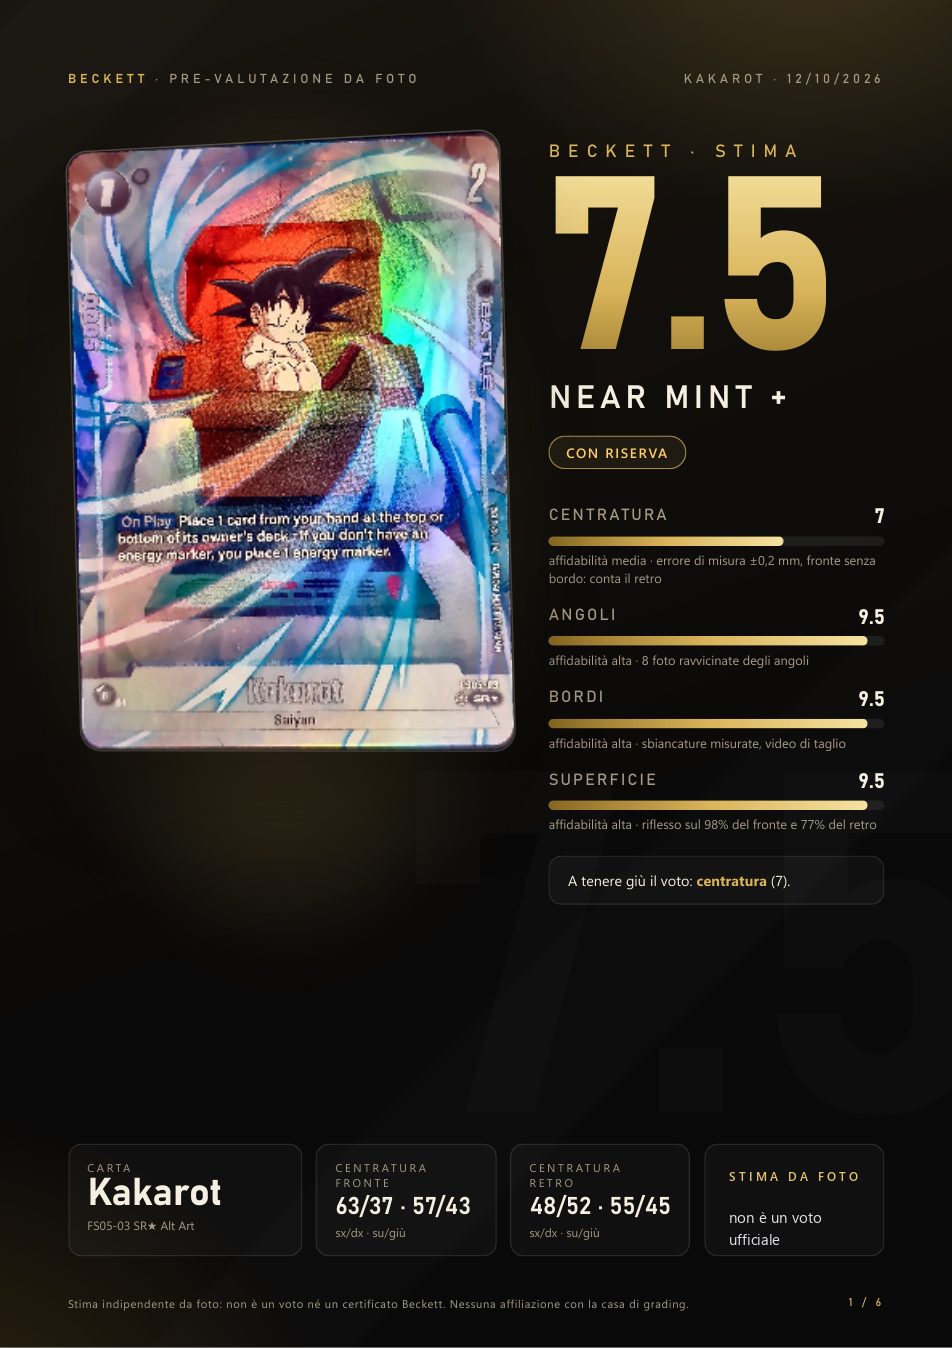 BECKETT · PRE-VALUTAZIONE DA FOTO
KAKAROT · 12/10/2026
1
2
5000
BATTLE
On Play Place 1 card from your hand at the top or
bottom of its owner's deck. If you don't have an
energy marker, you place 1 energy marker.
Kakarot
Saiyan
SR★
BECKETT · STIMA
7.5
NEAR MINT +
CON RISERVA
CENTRATURA 7
affidabilità media · errore di misura ±0,2 mm, fronte senza
bordo: conta il retro
ANGOLI 9.5
affidabilità alta · 8 foto ravvicinate degli angoli
BORDI 9.5
affidabilità alta · sbiancature misurate, video di taglio
SUPERFICIE 9.5
affidabilità alta · riflesso sul 98% del fronte e 77% del retro
A tenere giù il voto: centratura (7).
7.5
CARTA
Kakarot
FS05-03 SR★ Alt Art
CENTRATURA
FRONTE
63/37 · 57/43
sx/dx · su/giù
CENTRATURA
RETRO
48/52 · 55/45
sx/dx · su/giù
STIMA DA FOTO
non è un voto
ufficiale
Stima indipendente da foto: non è un voto né un certificato Beckett. Nessuna affiliazione con la casa di grading.
1 / 6